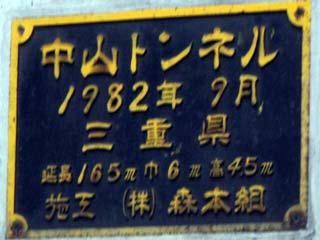 中山トンネル
1982年 9月
三重県
延長165m 巾6m 高4.5m
施工 (株) 森本組